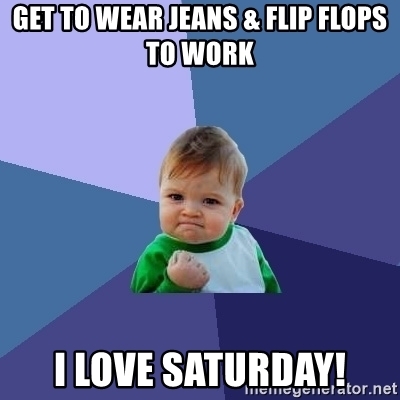 GET TO WEAR JEANS & FLIP FLOPS
TO WORK
I LOVE SATURDAY!
memegenerator.net